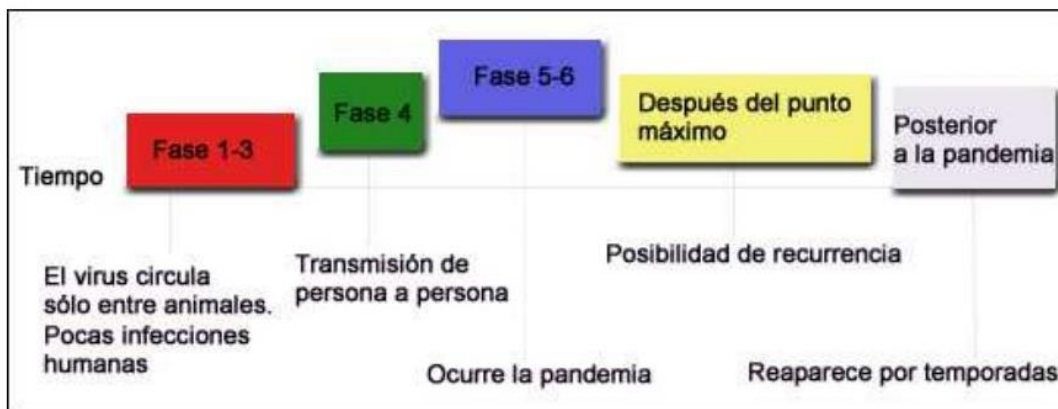 Fase 1-3
Fase 4
Fase 5-6
Después del punto
máximo
Posterior
a la pandemia
Tiempo
El virus circula
sólo entre animales.
Pocas infecciones
humanas
Transmisión de
persona a persona
Ocurre la pandemia
Posibilidad de recurrencia
Reaparece por temporadas